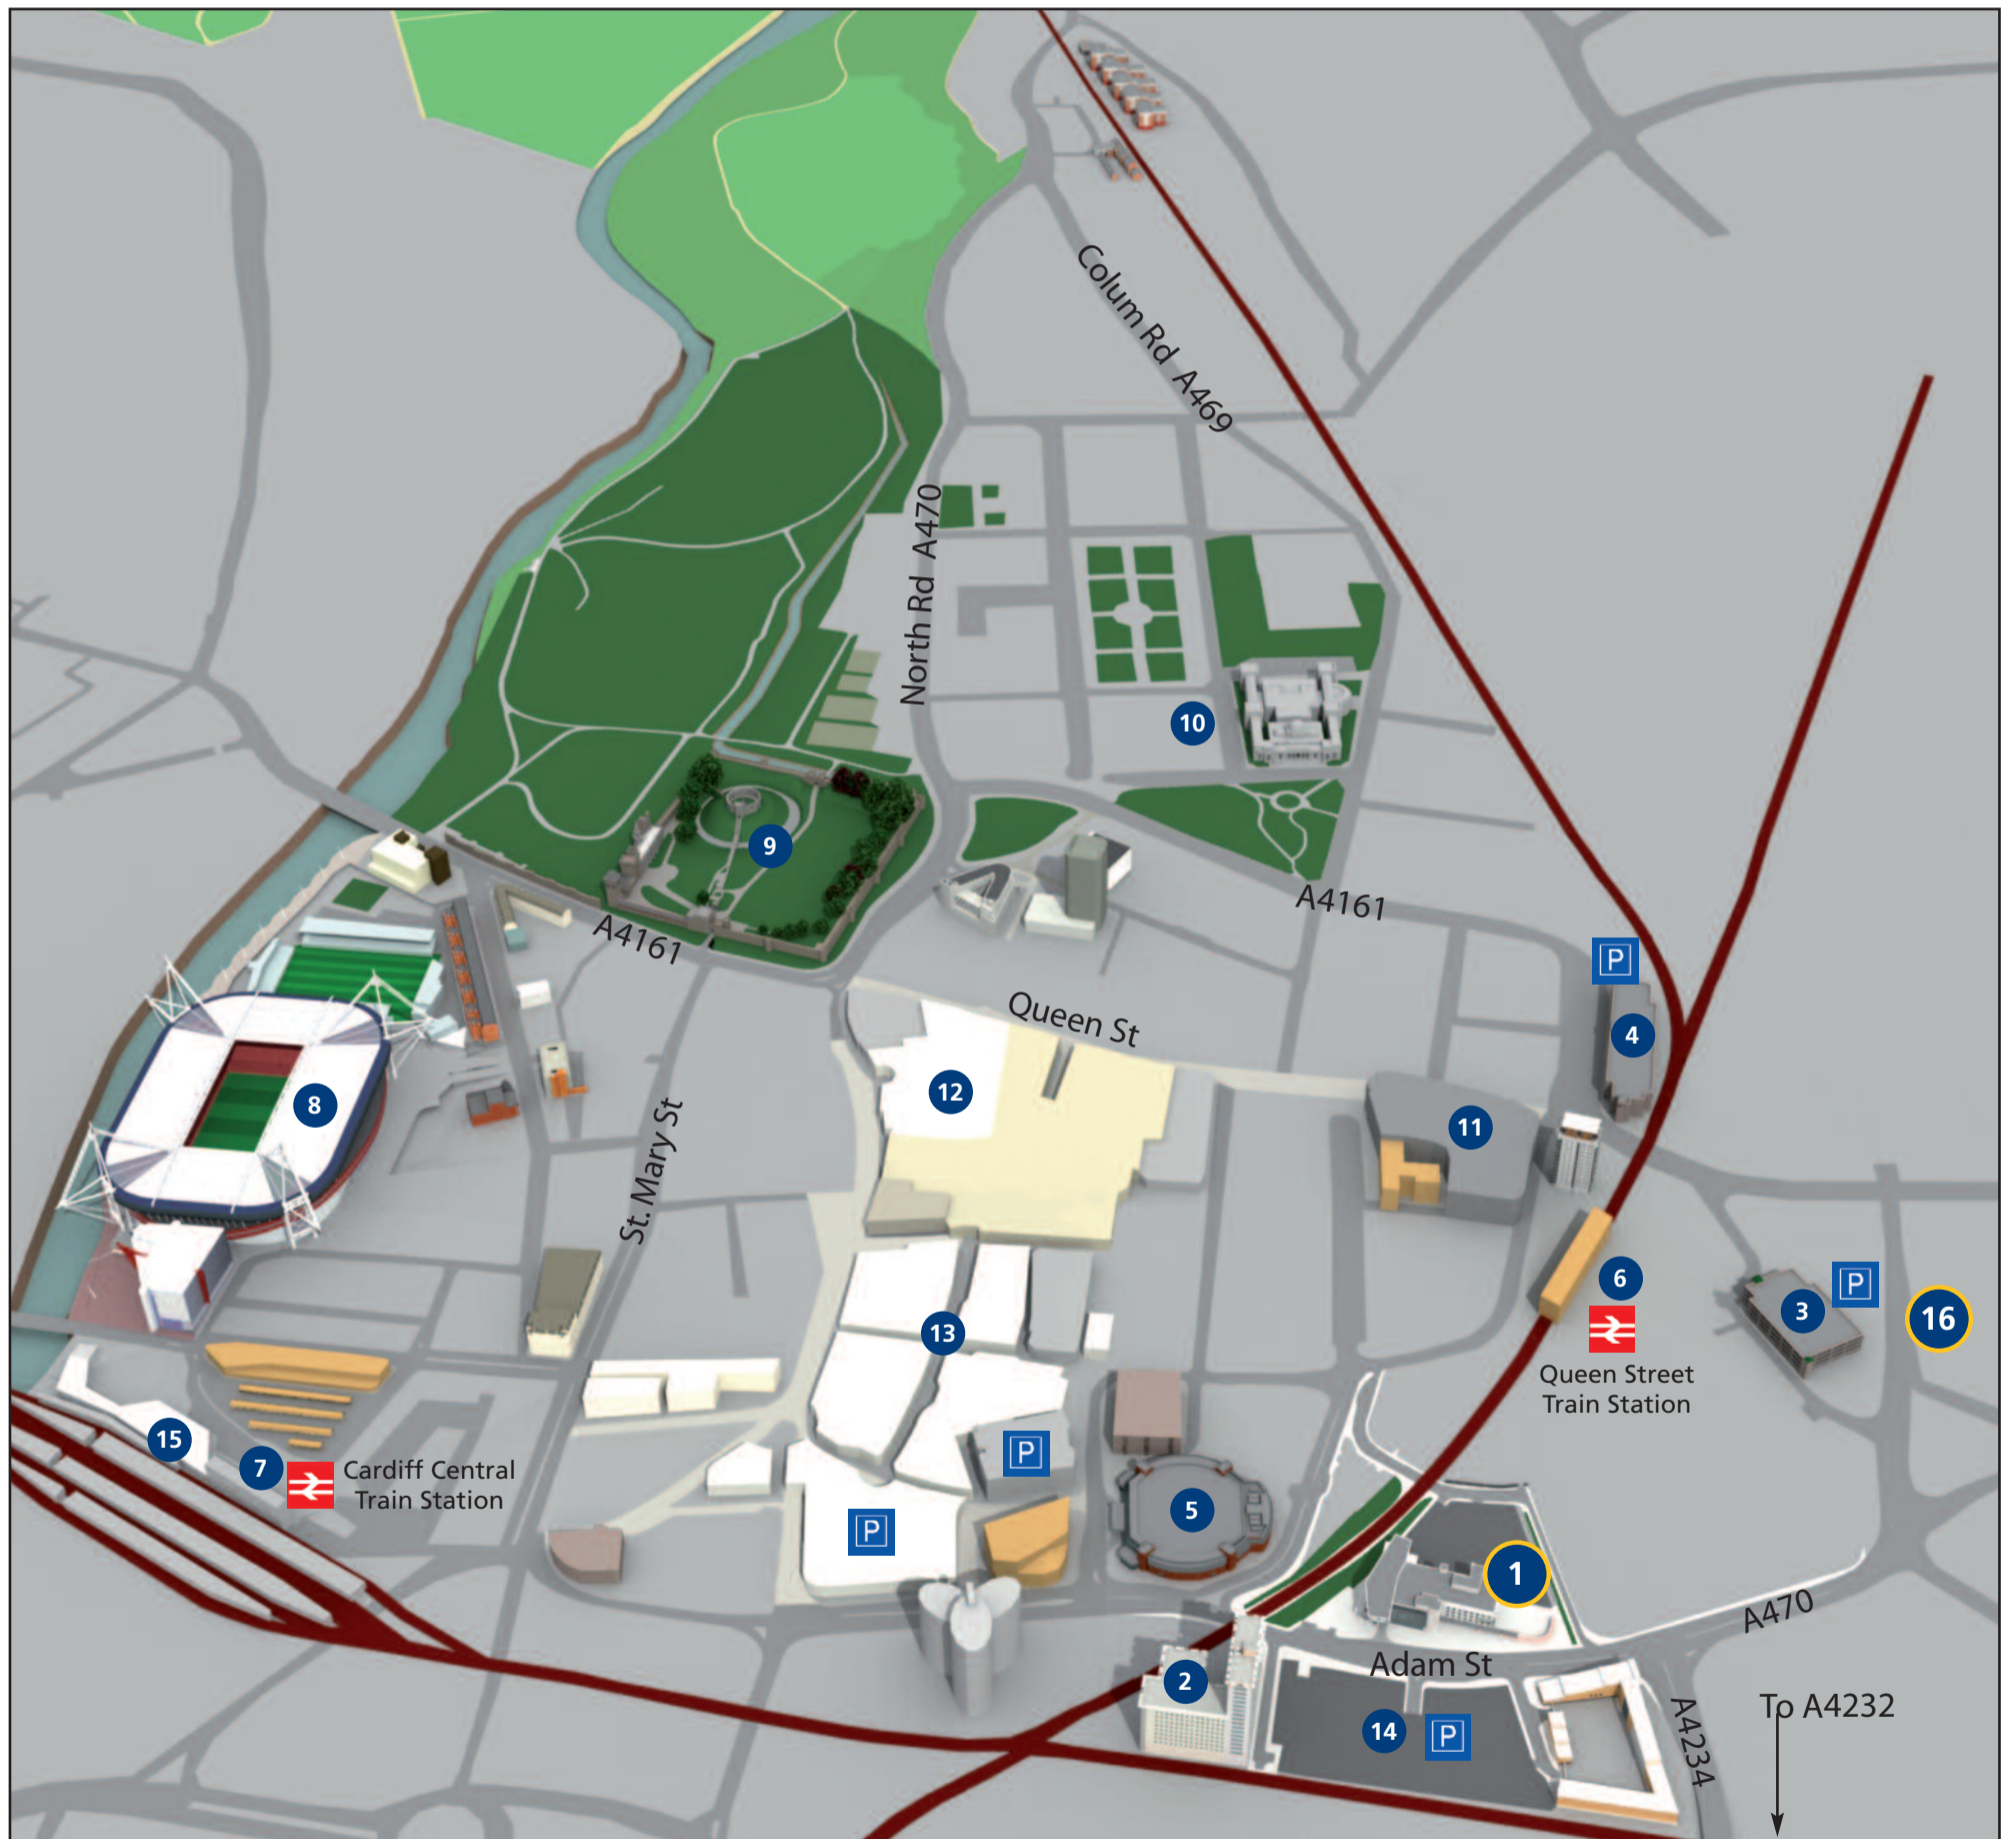 Colum Rd A469
North Rd A470
10
9
A4161
A4161
P
Queen St
4
12
8
11
St. Mary St
6
P
3
16
13
Queen Street
Train Station
15
7
Cardiff Central
Train Station
P
5
P
1
A470
Adam St
2
14
P
A4234
To A4232